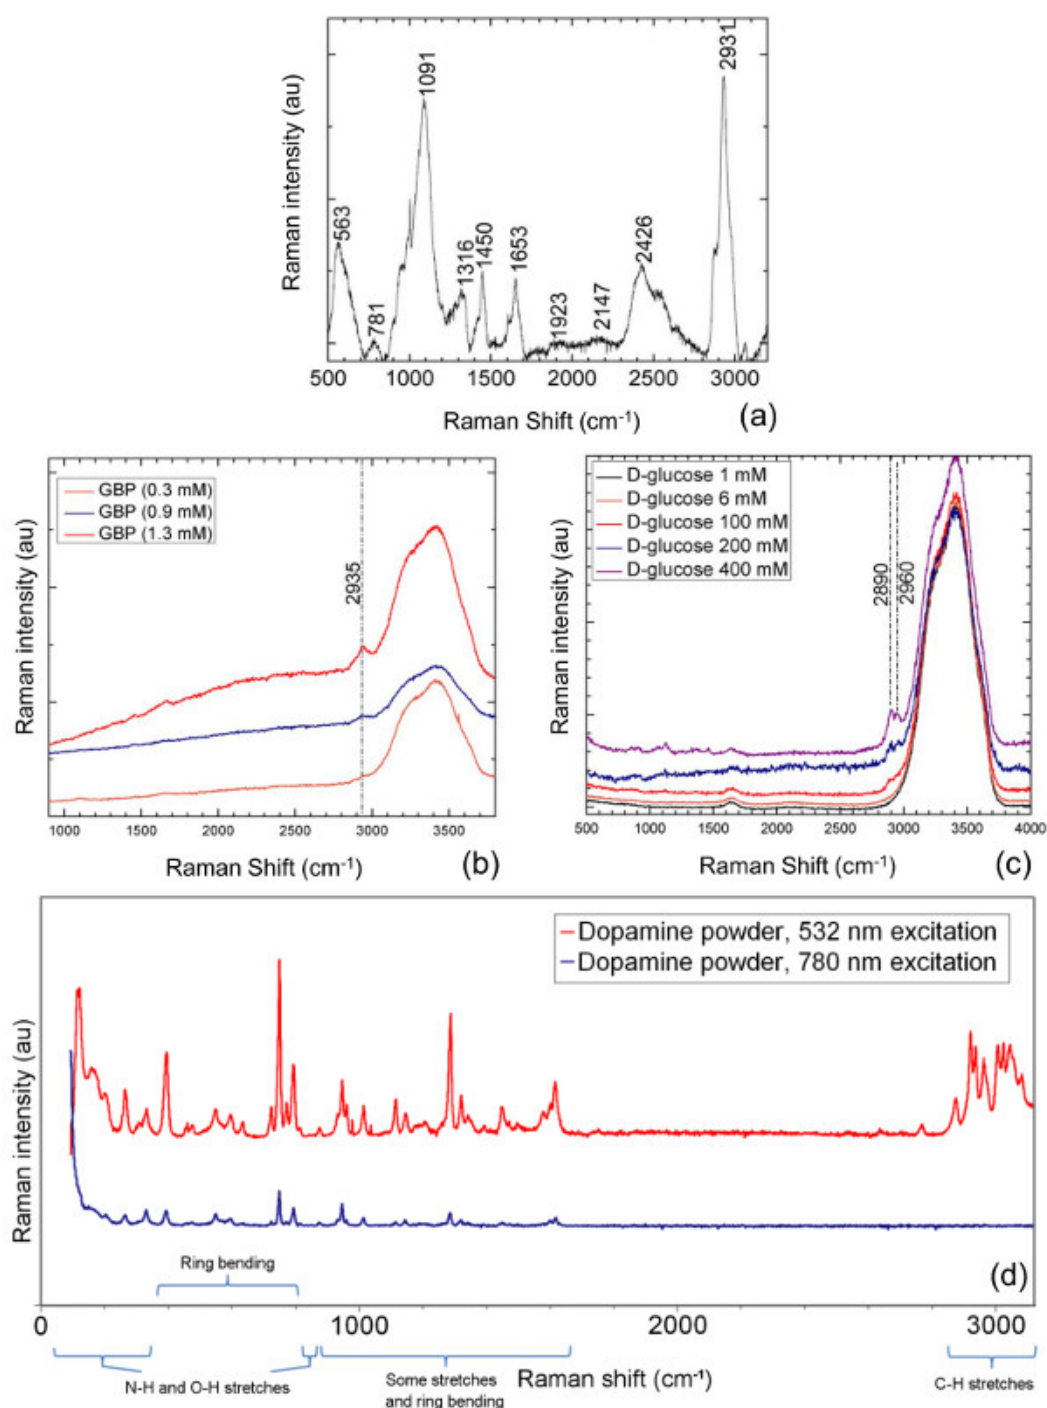 563
781
1091
1316
1450
1653
1923
2147
2426
2931
Raman intensity (au)
500 1000 1500 2000 2500 3000
Raman Shift (cm⁻¹) (a)
GBP (0.3 mM)
GBP (0.9 mM)
GBP (1.3 mM)
2935
Raman intensity (au)
1000 1500 2000 2500 3000 3500
Raman Shift (cm⁻¹) (b)
D-glucose 1 mM
D-glucose 6 mM
D-glucose 100 mM
D-glucose 200 mM
D-glucose 400 mM
2890
2960
Raman intensity (au)
500 1000 1500 2000 2500 3000 3500 4000
Raman Shift (cm⁻¹) (c)
Dopamine powder, 532 nm excitation
Dopamine powder, 780 nm excitation
Raman intensity (au)
Ring bending
(d)
0 1000 2000 3000
N-H and O-H stretches
Some stretches
and ring bending
Raman shift (cm⁻¹)
C-H stretches